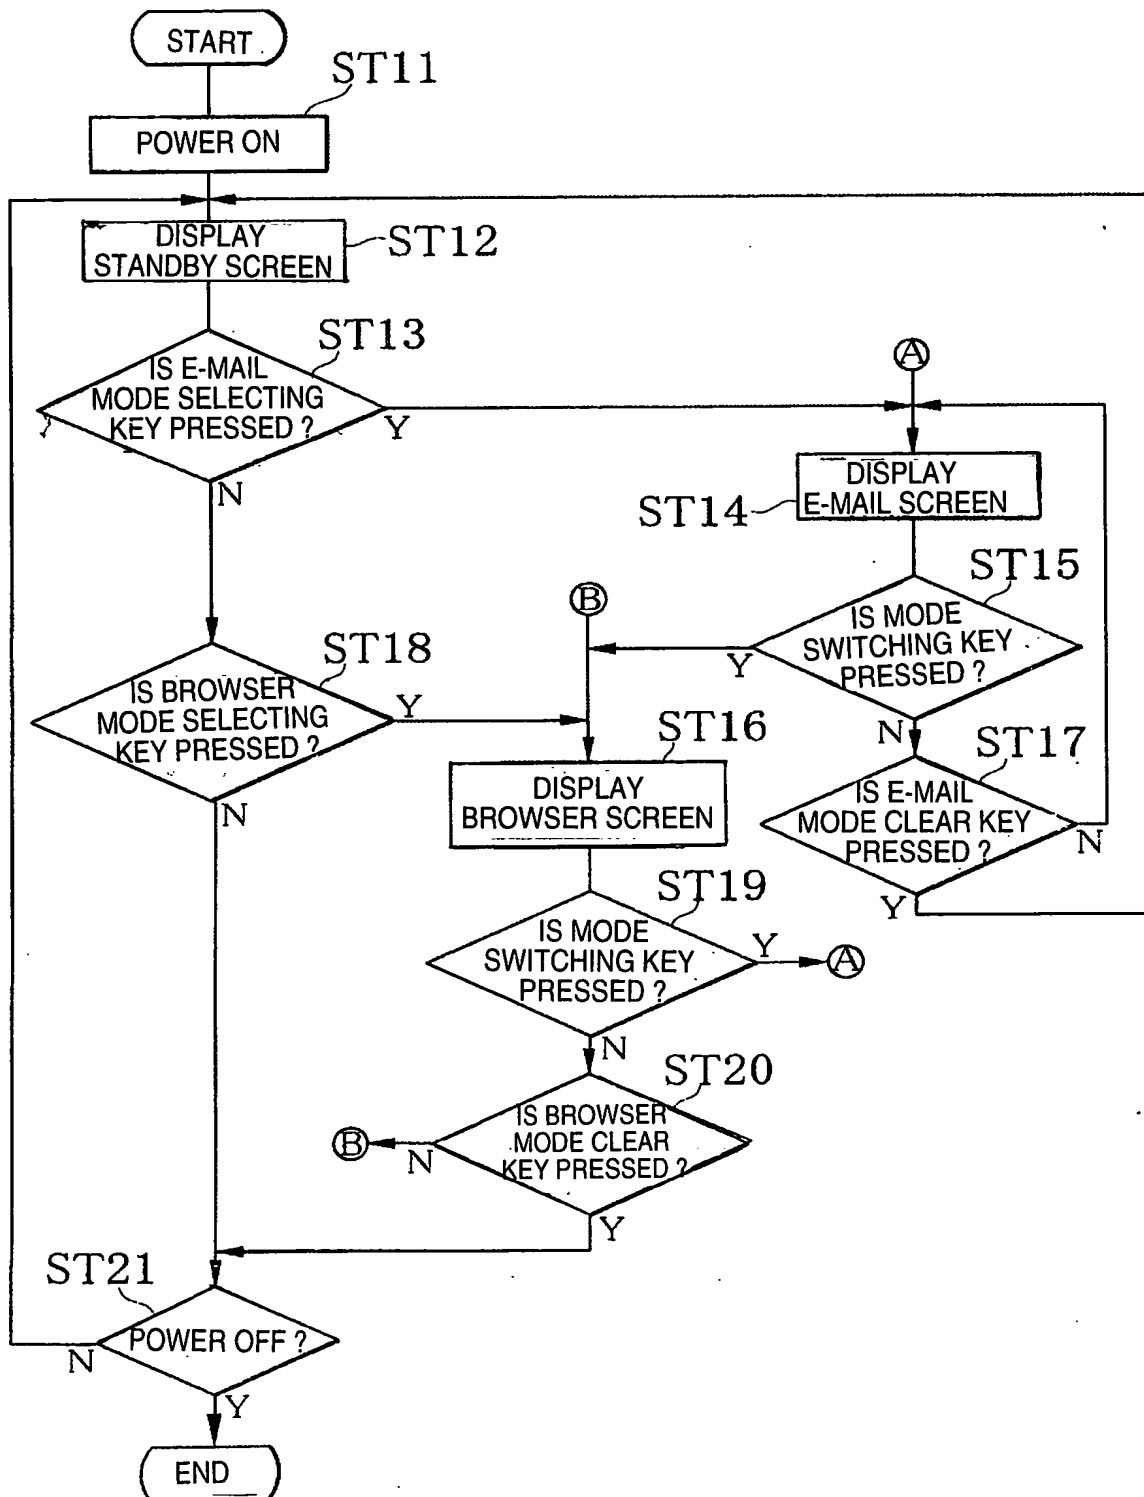 START
ST11
POWER ON
DISPLAY
STANDBY SCREEN
ST12
ST13
IS E-MAIL
MODE SELECTING
KEY PRESSED ?
Y
N
A
DISPLAY
E-MAIL SCREEN
ST14
ST15
IS MODE
SWITCHING KEY
PRESSED ?
Y
N
B
ST18
IS BROWSER
MODE SELECTING
KEY PRESSED ?
Y
N
ST16
DISPLAY
BROWSER SCREEN
ST17
IS E-MAIL
MODE CLEAR KEY
PRESSED ?
N
Y
ST19
IS MODE
SWITCHING KEY
PRESSED ?
Y
A
N
ST20
IS BROWSER
MODE CLEAR
KEY PRESSED ?
B
N
Y
ST21
POWER OFF ?
N
Y
END